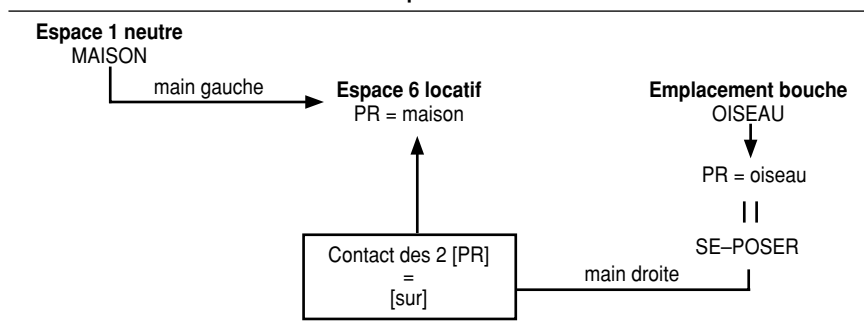 Espace 1 neutre
MAISON
main gauche
Espace 6 locatif
PR = maison
Emplacement bouche
OISEAU
PR = oiseau
=
SE–POSER
main droite
Contact des 2 [PR]
=
[sur]